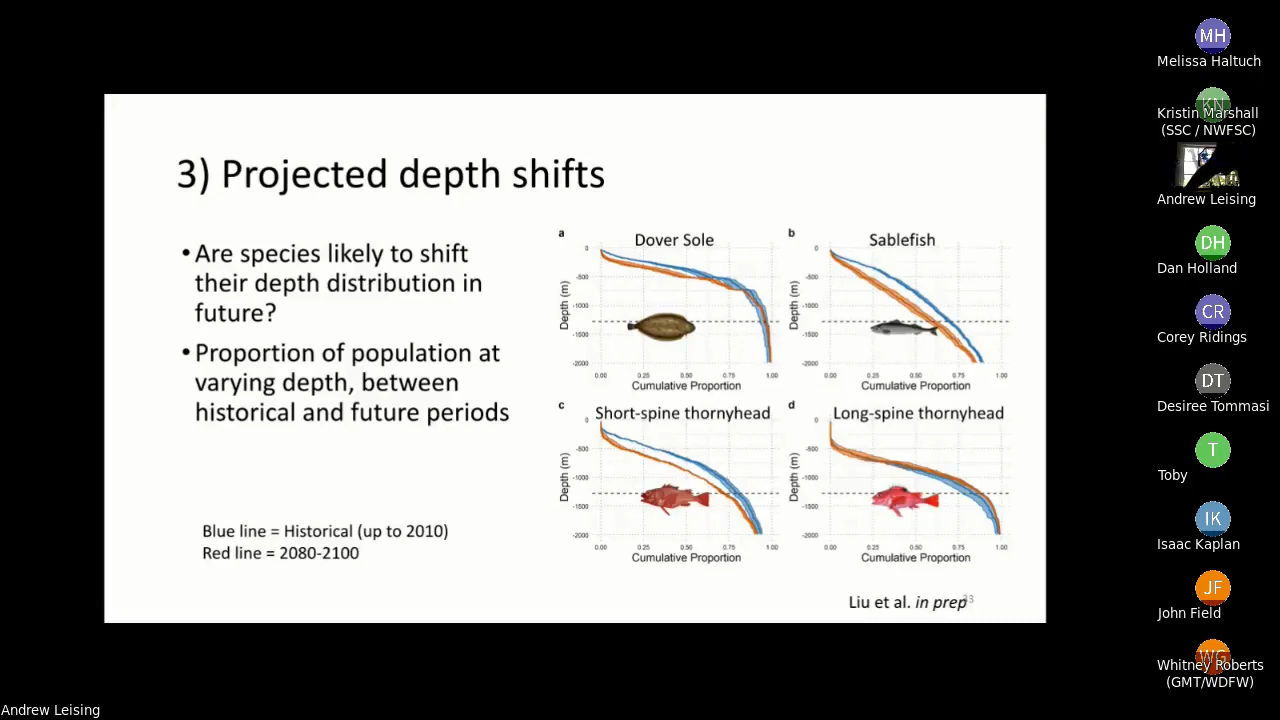 3) Projected depth shifts
• Are species likely to shift
their depth distribution in
future?
• Proportion of population at
varying depth, between
historical and future periods
Blue line = Historical (up to 2010)
Red line = 2080-2100
a
Dover Sole
0
-500
-1000
-1500
-2000
Depth (m)
0.00 0.25 0.50 0.75 1.00
Cumulative Proportion
b
Sablefish
0
-500
-1000
-1500
-2000
Depth (m)
0.00 0.25 0.50 0.75 1.00
Cumulative Proportion
c
Short-spine thornyhead
0
-500
-1000
-1500
-2000
Depth (m)
0.00 0.25 0.50 0.75 1.00
Cumulative Proportion
d
Long-spine thornyhead
0
-500
-1000
-1500
-2000
Depth (m)
0.00 0.25 0.50 0.75 1.00
Cumulative Proportion
Liu et al. in prep
33
MH
Melissa Haltuch
KN
Kristin Marshall
(SSC / NWFSC)
Andrew Leising
DH
Dan Holland
CR
Corey Ridings
DT
Desiree Tommasi
T
Toby
IK
Isaac Kaplan
JF
John Field
WG
Whitney Roberts
(GMT/WDFW)
Andrew Leising